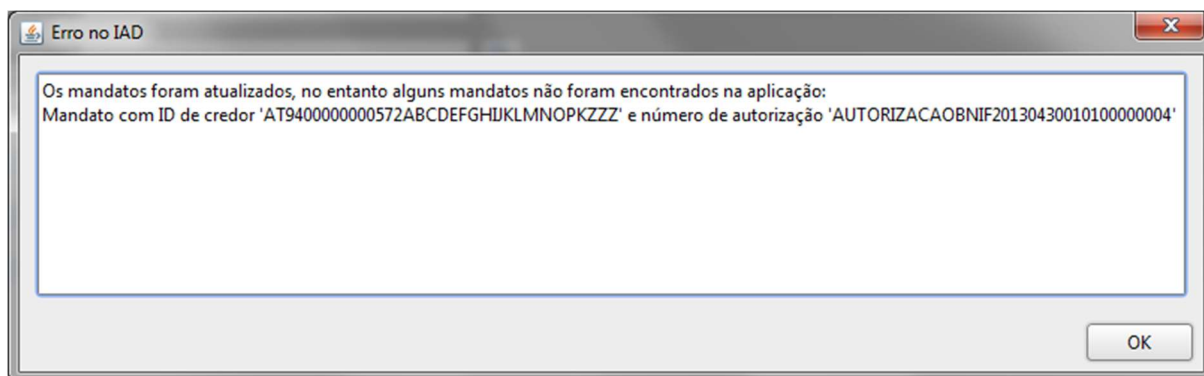 Erro no IAD
Os mandatos foram atualizados, no entanto alguns mandatos não foram encontrados na aplicação:
Mandato com ID de credor 'AT9400000000572ABCDEFGHIJKLMNOPKZZZ' e número de autorização 'AUTORIZACAOBNIF20130430010100000004'
OK